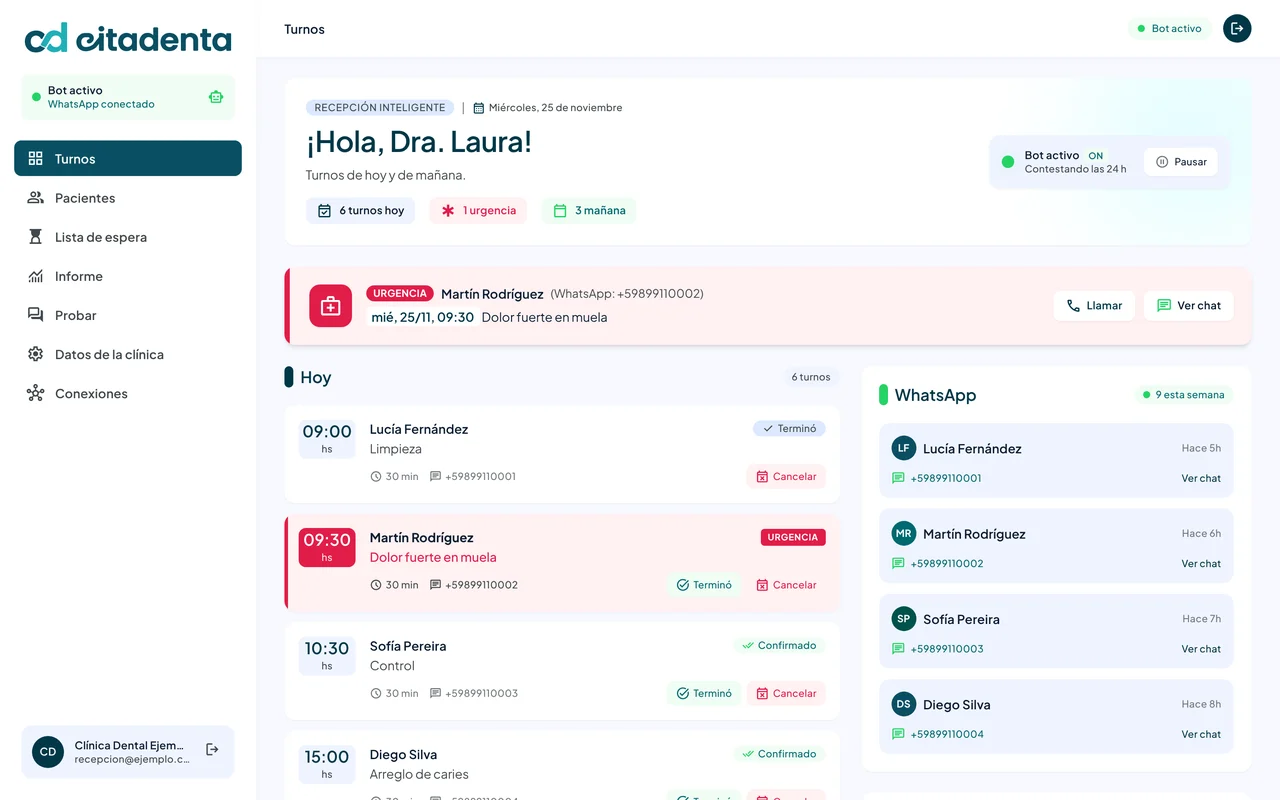 cd citadenta
Bot activo
WhatsApp conectado
Turnos
Pacientes
Lista de espera
Informe
Probar
Datos de la clínica
Conexiones
CD
Clínica Dental Ejem...
recepcion@ejemplo.c...
Turnos
Bot activo
RECEPCIÓN INTELIGENTE | Miércoles, 25 de noviembre
¡Hola, Dra. Laura!
Turnos de hoy y de mañana.
6 turnos hoy
1 urgencia
3 mañana
Bot activo ON
Contestando las 24 h
Pausar
URGENCIA Martín Rodríguez (WhatsApp: +59899110002)
mié, 25/11, 09:30 Dolor fuerte en muela
Llamar
Ver chat
Hoy
6 turnos
09:00
hs
Lucía Fernández
Terminó
Limpieza
30 min +59899110001
Cancelar
09:30
hs
Martín Rodríguez
URGENCIA
Dolor fuerte en muela
30 min +59899110002
Terminó
Cancelar
10:30
hs
Sofía Pereira
Confirmado
Control
30 min +59899110003
Terminó
Cancelar
15:00
hs
Diego Silva
Confirmado
Arreglo de caries
WhatsApp
9 esta semana
LF Lucía Fernández Hace 5h
+59899110001 Ver chat
MR Martín Rodríguez Hace 6h
+59899110002 Ver chat
SP Sofía Pereira Hace 7h
+59899110003 Ver chat
DS Diego Silva Hace 8h
+59899110004 Ver chat